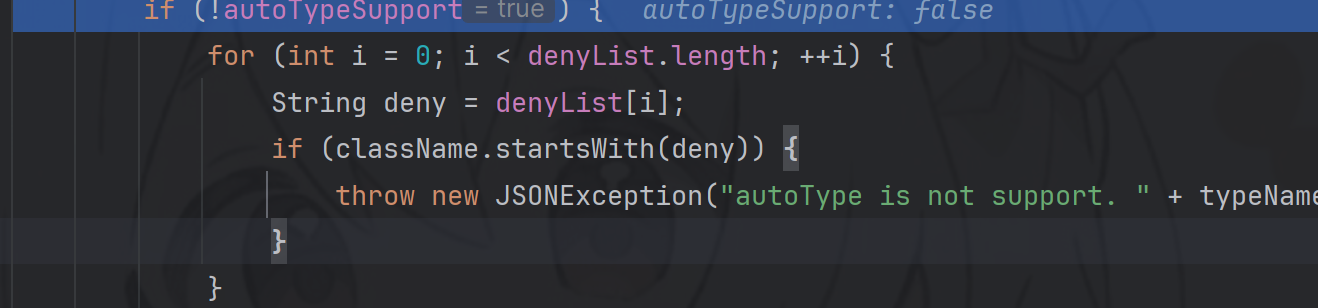 if (!autoTypeSupport = true ) { autoTypeSupport: false
for (int i = 0; i < denyList.length; ++i) {
String deny = denyList[i];
if (className.startsWith(deny)) {
throw new JSONException("autoType is not support. " + typeName
}
}